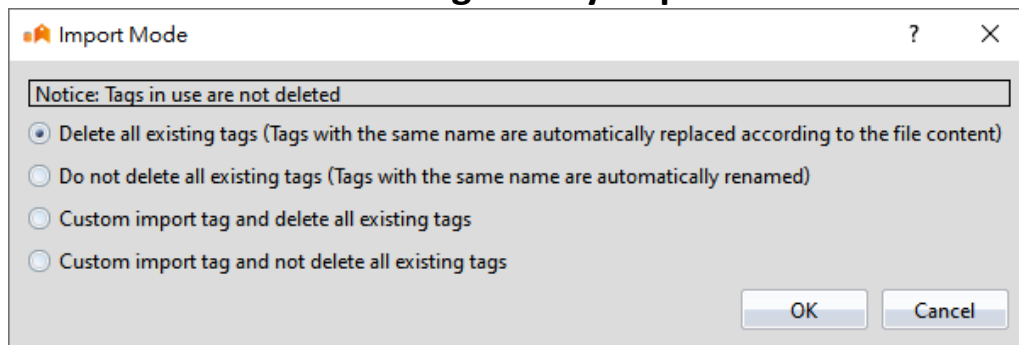 Import Mode
Notice: Tags in use are not deleted
Delete all existing tags (Tags with the same name are automatically replaced according to the file content)
Do not delete all existing tags (Tags with the same name are automatically renamed)
Custom import tag and delete all existing tags
Custom import tag and not delete all existing tags
OK Cancel